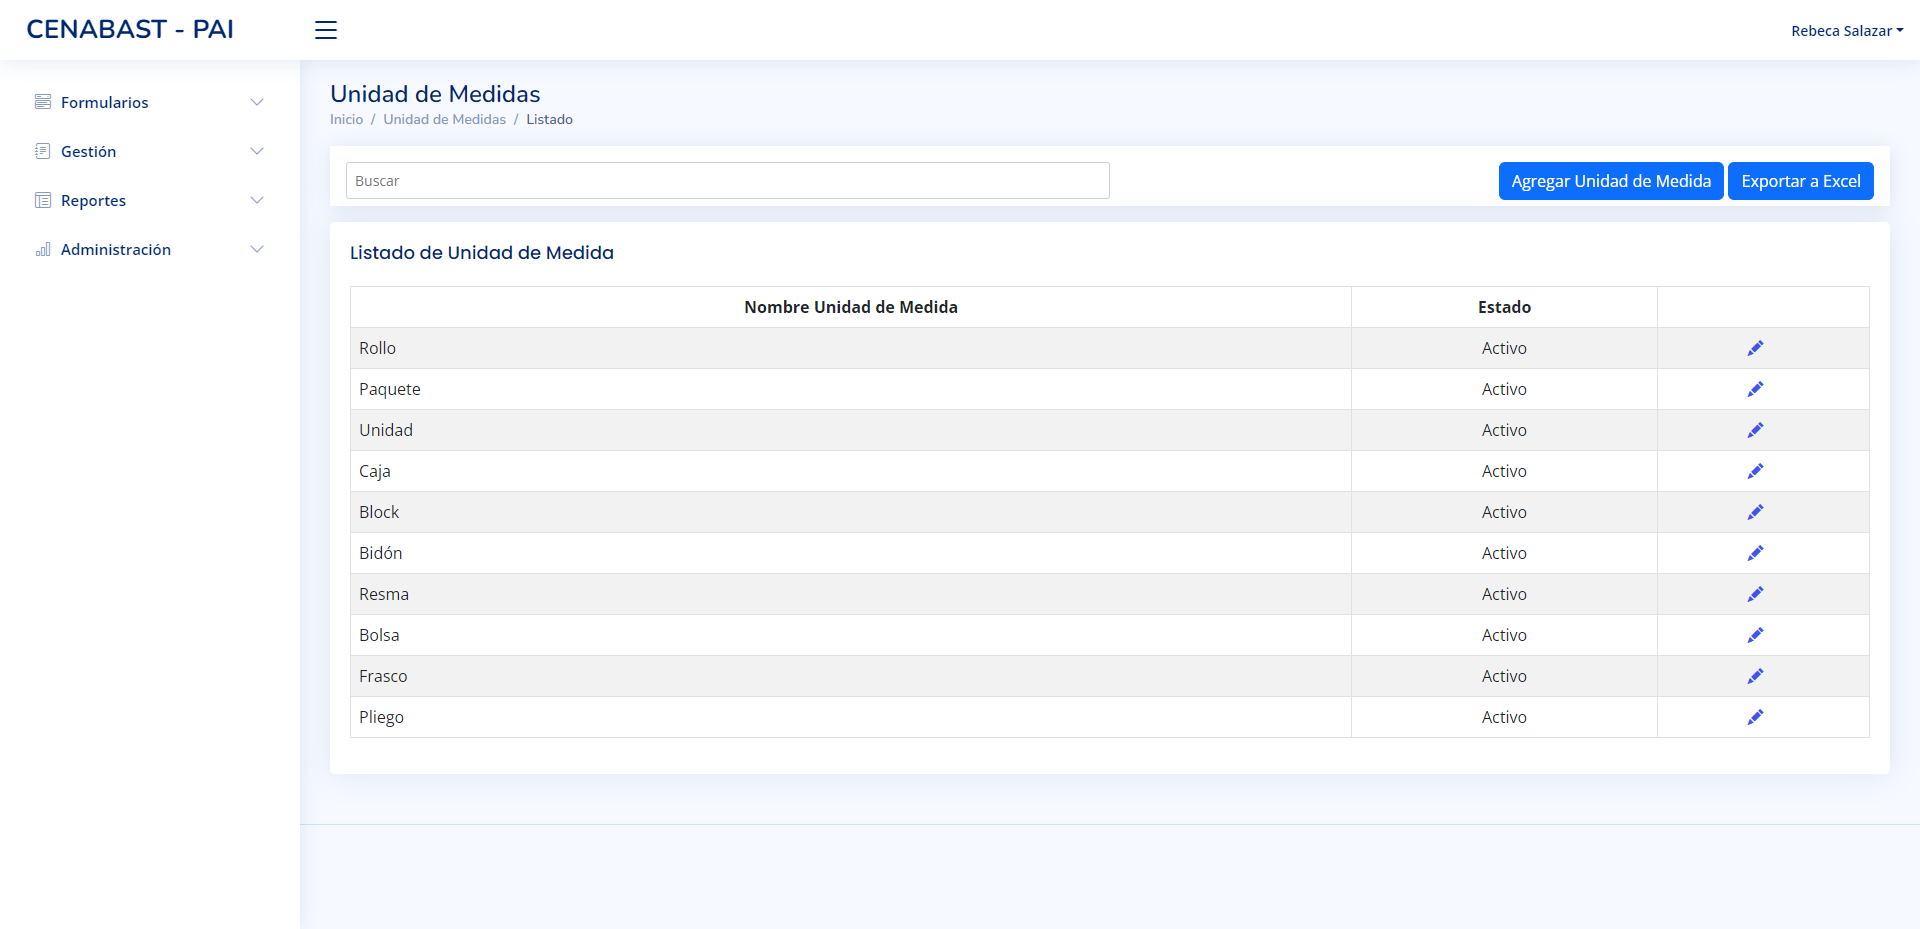 CENABAST - PAI
Rebeca Salazar
Formularios
Gestión
Reportes
Administración
Unidad de Medidas
Inicio / Unidad de Medidas / Listado
Buscar
Agregar Unidad de Medida
Exportar a Excel
Listado de Unidad de Medida
Nombre Unidad de Medida Estado
Rollo Activo
Paquete Activo
Unidad Activo
Caja Activo
Block Activo
Bidón Activo
Resma Activo
Bolsa Activo
Frasco Activo
Pliego Activo